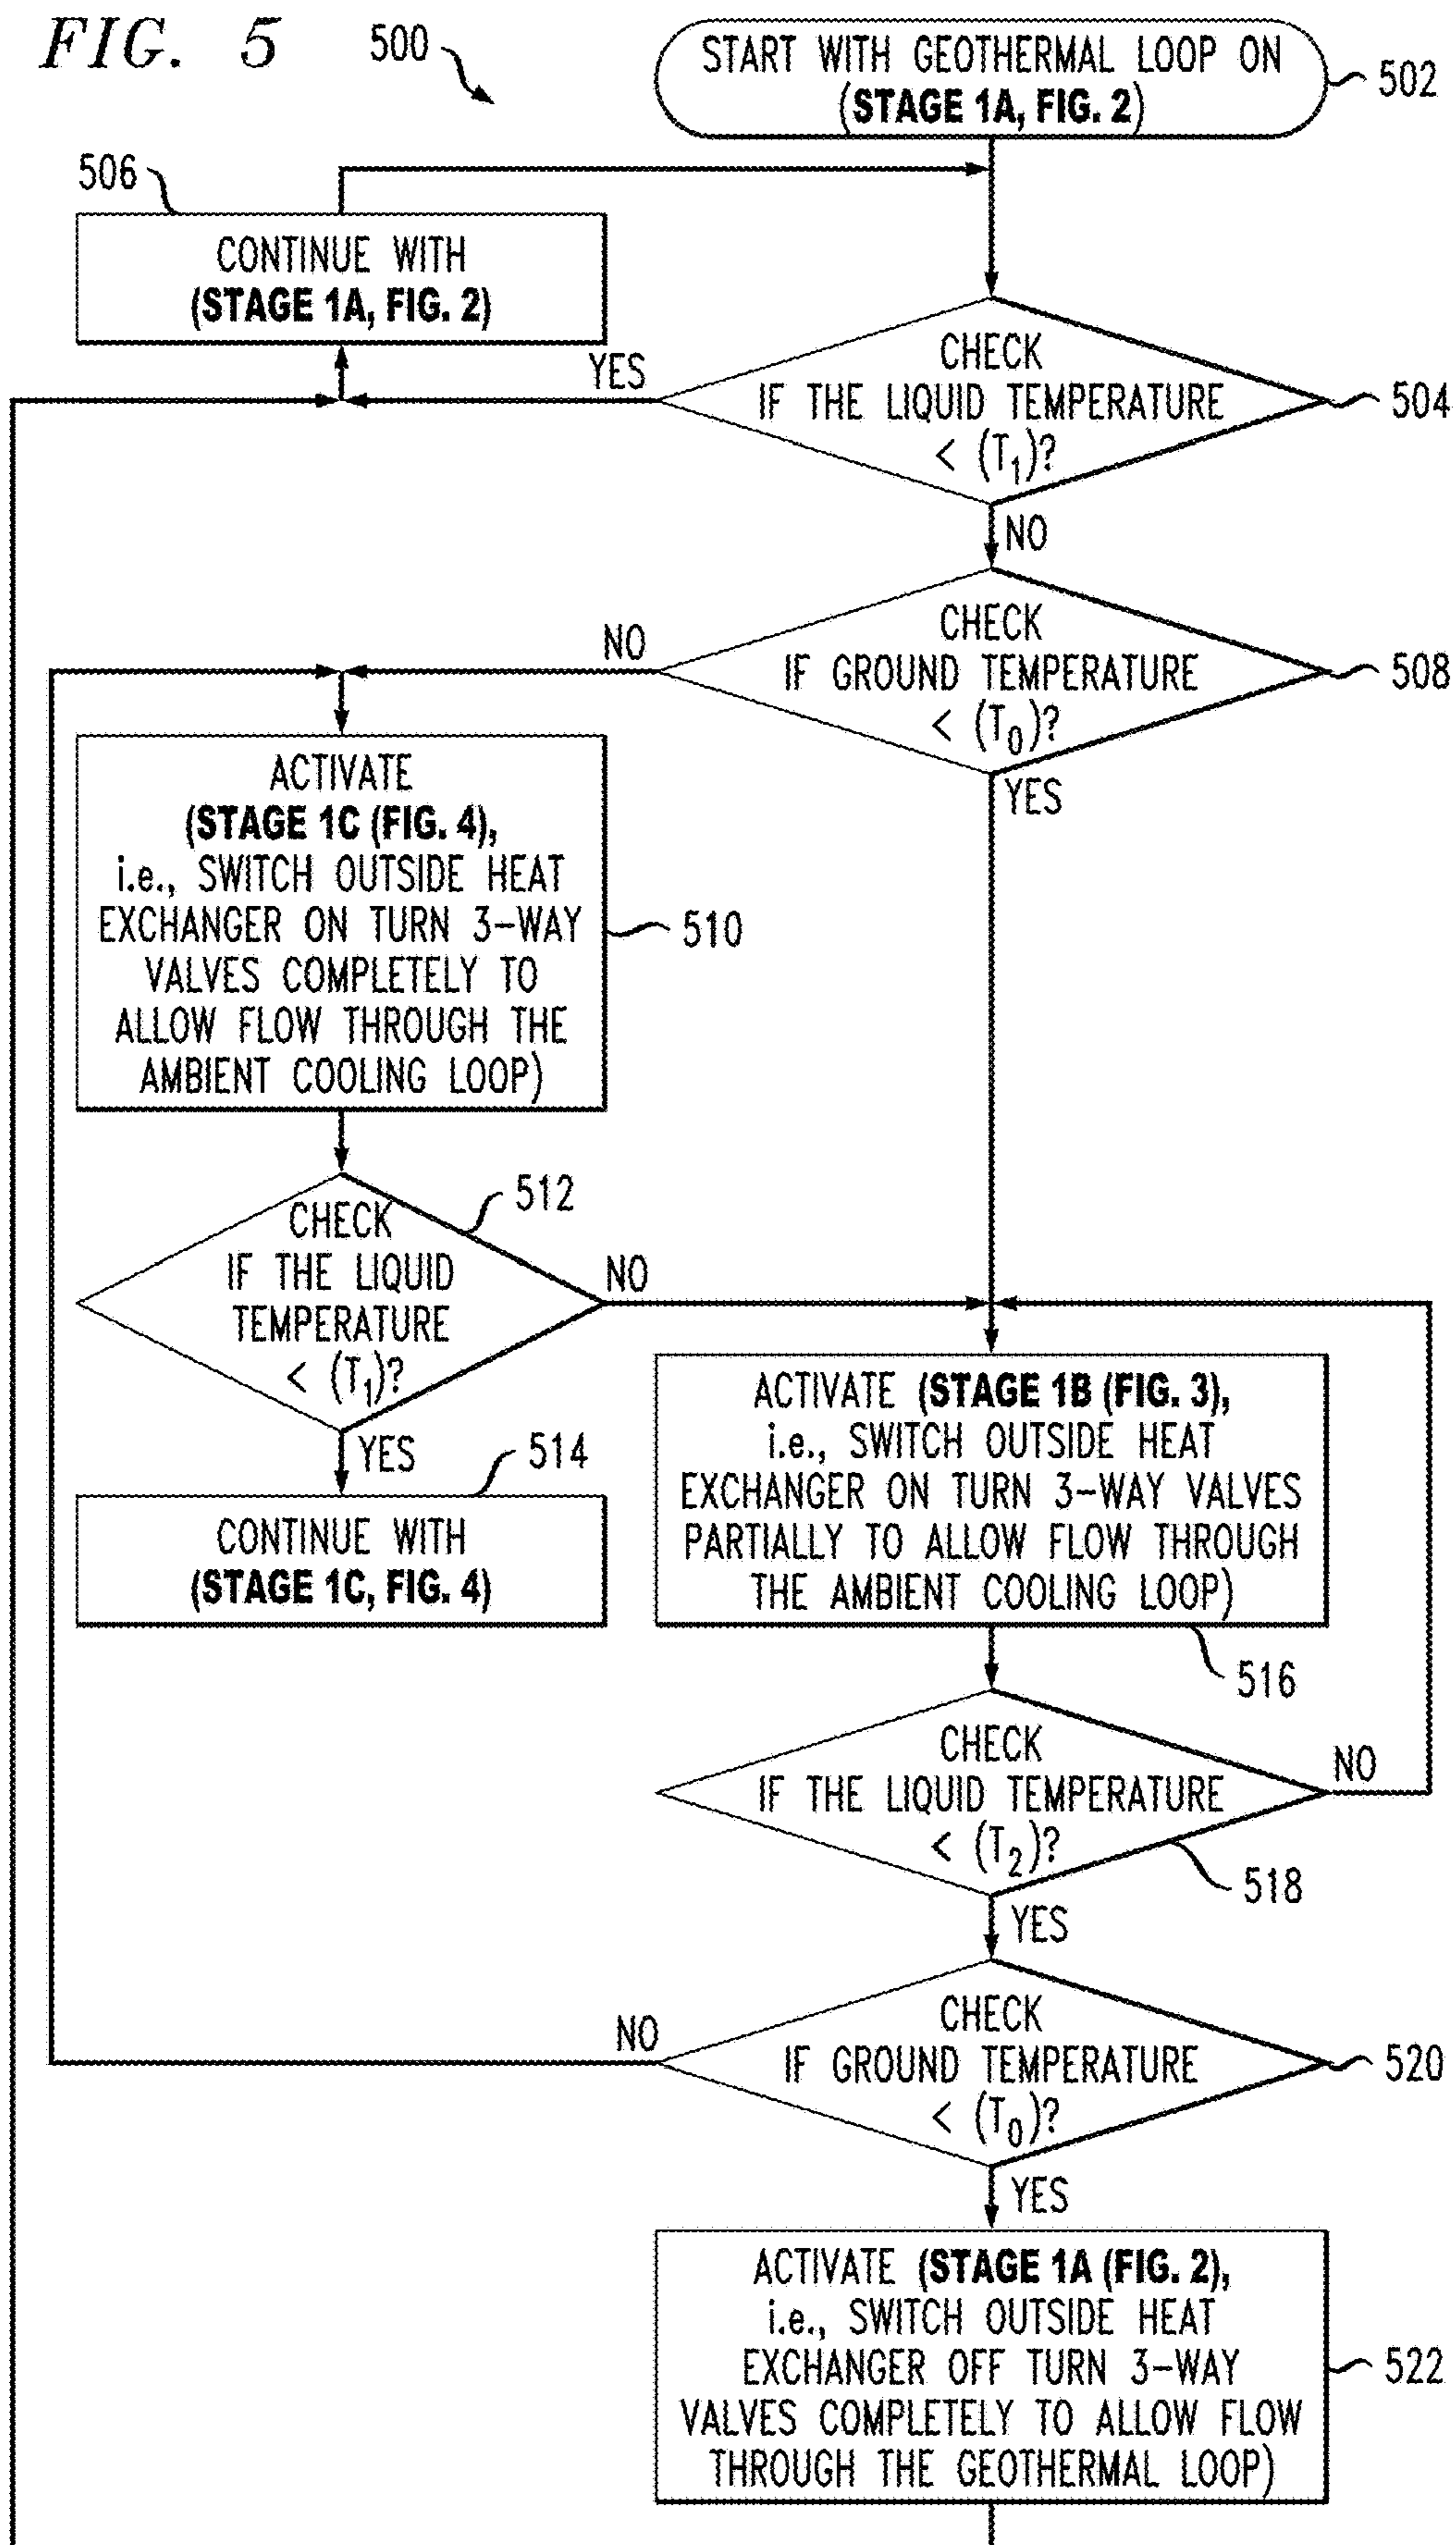 FIG. 5
500
START WITH GEOTHERMAL LOOP ON
(STAGE 1A, FIG. 2)
502
506
CONTINUE WITH
(STAGE 1A, FIG. 2)
YES
CHECK
IF THE LIQUID TEMPERATURE
< (T₁)?
504
NO
CHECK
IF GROUND TEMPERATURE
< (T₀)?
508
NO
YES
ACTIVATE
(STAGE 1C (FIG. 4),
i.e., SWITCH OUTSIDE HEAT
EXCHANGER ON TURN 3-WAY
VALVES COMPLETELY TO
ALLOW FLOW THROUGH THE
AMBIENT COOLING LOOP)
510
CHECK
IF THE LIQUID
TEMPERATURE
< (T₁)?
512
NO
YES
514
CONTINUE WITH
(STAGE 1C, FIG. 4)
ACTIVATE (STAGE 1B (FIG. 3),
i.e., SWITCH OUTSIDE HEAT
EXCHANGER ON TURN 3-WAY VALVES
PARTIALLY TO ALLOW FLOW THROUGH
THE AMBIENT COOLING LOOP)
516
CHECK
IF THE LIQUID TEMPERATURE
< (T₂)?
NO
518
YES
CHECK
IF GROUND TEMPERATURE
< (T₀)?
NO
520
YES
ACTIVATE (STAGE 1A (FIG. 2),
i.e., SWITCH OUTSIDE HEAT
EXCHANGER OFF TURN 3-WAY
VALVES COMPLETELY TO ALLOW FLOW
THROUGH THE GEOTHERMAL LOOP)
522